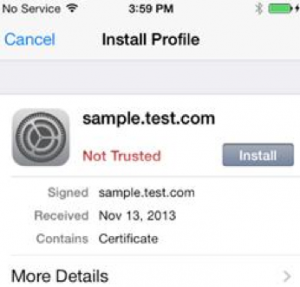 No Service 3:59 PM
Cancel Install Profile
sample.test.com
Not Trusted Install
Signed sample.test.com
Received Nov 13, 2013
Contains Certificate
More Details